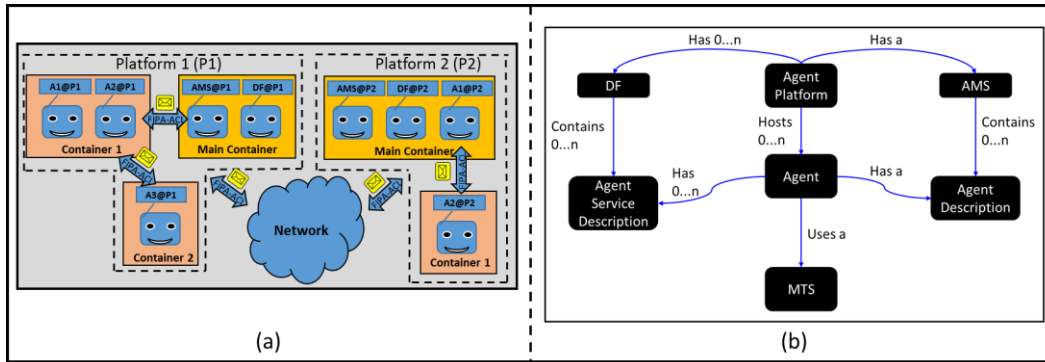 Platform 1 (P1)
Platform 2 (P2)
A1@P1
A2@P1
AMS@P1
DF@P1
AMS@P2
DF@P2
A1@P2
FIPA-ACL
Container 1
Main Container
Main Container
FIPA-ACL
FIPA-ACL
FIPA-ACL
FIPA-ACL
A3@P1
A2@P2
Network
Container 2
Container 1
(a)
Has 0...n
Has a
DF
Agent
Platform
AMS
Contains
0...n
Hosts
0...n
Contains
0...n
Has
0...n
Has a
Agent
Service
Description
Agent
Agent
Description
Uses a
MTS
(b)